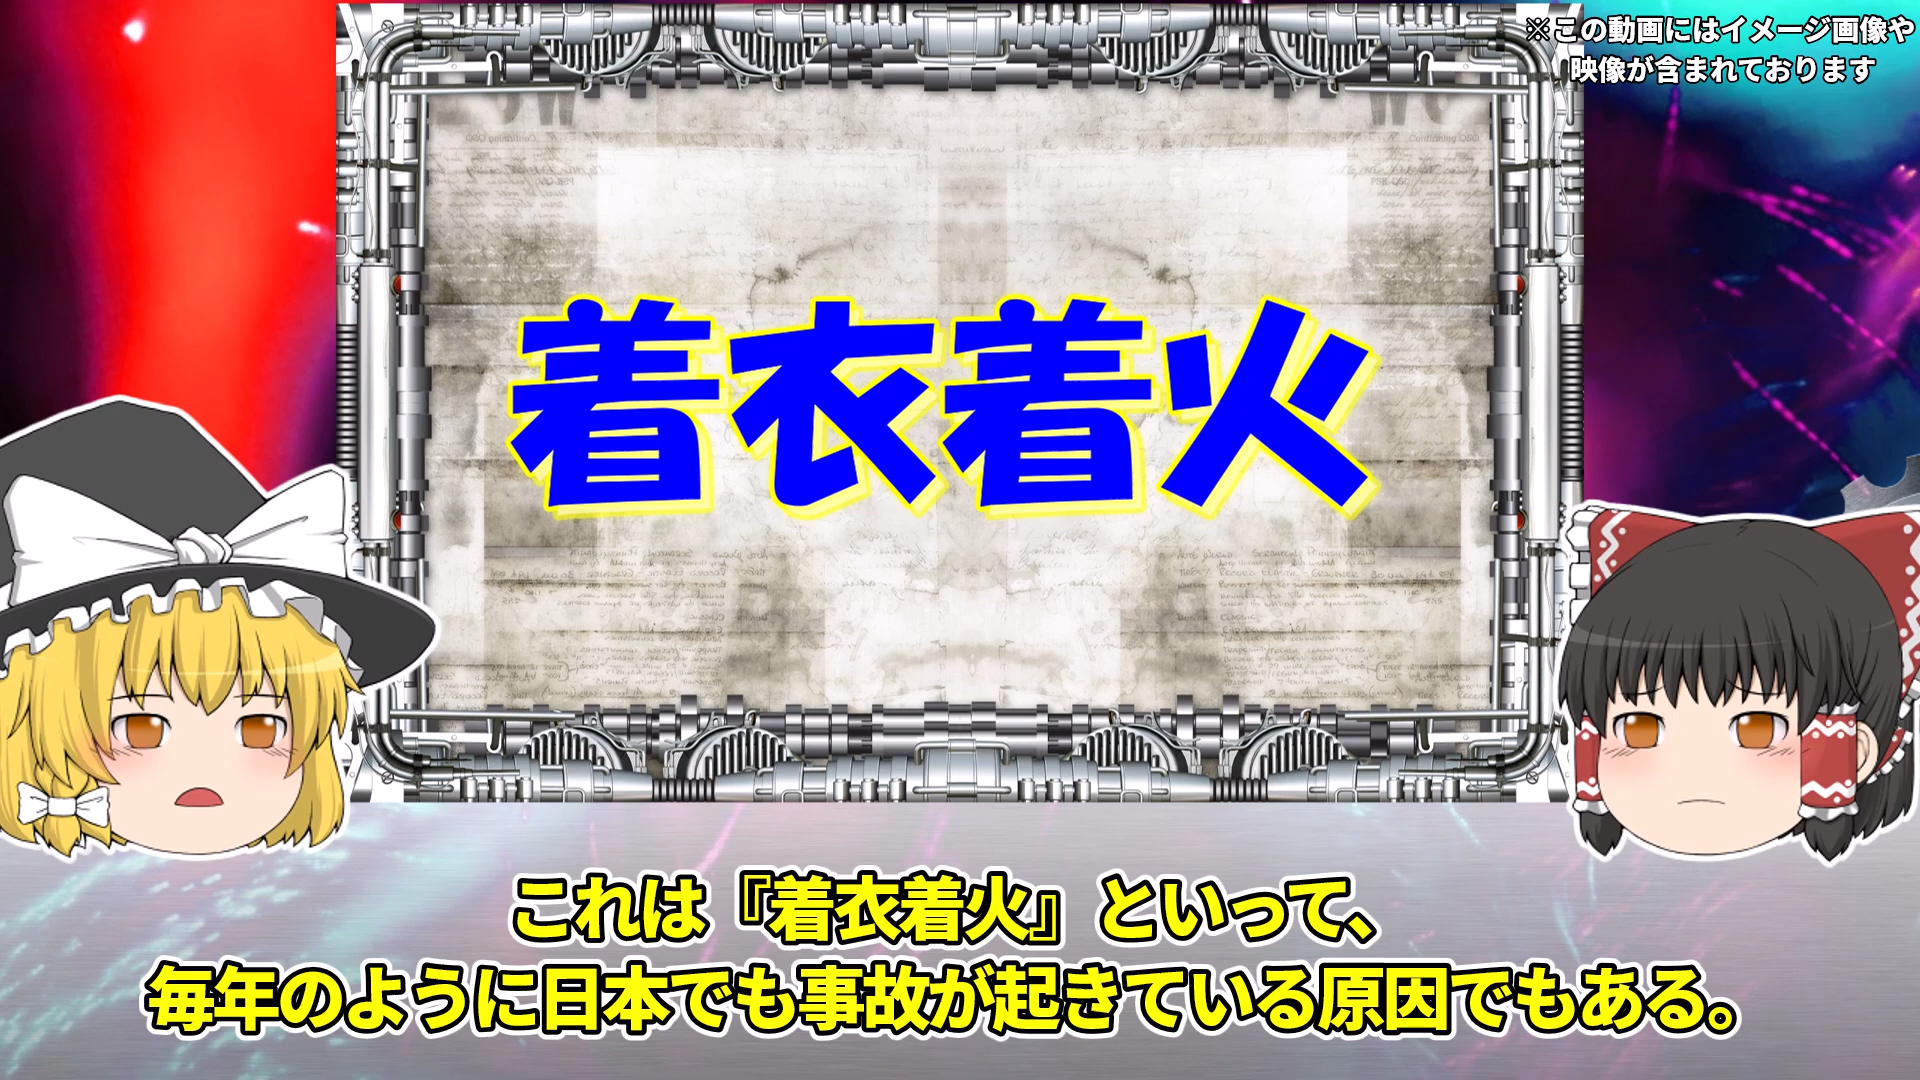 ※この動画にはイメージ画像や
映像が含まれております
Confirming QSO
着衣着火
これは『着衣着火』といって、
毎年のように日本でも事故が起きている原因でもある。